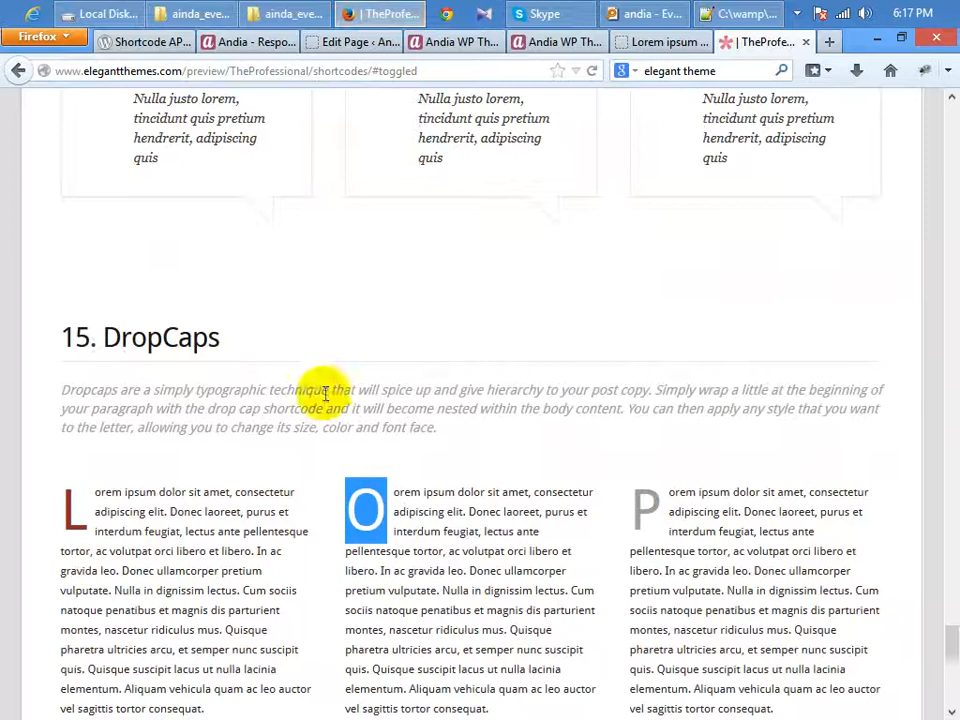 ainda_eve...
ainda_eve...
Local Disk...
| TheProfe...
Skype
andia - Ev...
C:\wamp\...
6:17 PM
Firefox
Shortcode AP...
Andia - Respo...
Edit Page ‹ An...
Andia WP Th...
Andia WP Th...
Lorem ipsum ...
| TheProfe...
www.elegantthemes.com/preview/TheProfessional/shortcodes/#toggled
elegant theme
Nulla justo lorem,
tincidunt quis pretium
hendrerit, adipiscing
quis
Nulla justo lorem,
tincidunt quis pretium
hendrerit, adipiscing
quis
Nulla justo lorem,
tincidunt quis pretium
hendrerit, adipiscing
quis
15. DropCaps
Dropcaps are a simply typographic technique that will spice up and give hierarchy to your post copy. Simply wrap a little at the beginning of
your paragraph with the drop cap shortcode and it will become nested within the body content. You can then apply any style that you want
to the letter, allowing you to change its size, color and font face.
Lorem ipsum dolor sit amet, consectetur
adipiscing elit. Donec laoreet, purus et
interdum feugiat, lectus ante pellentesque
tortor, ac volutpat orci libero et libero. In ac
gravida leo. Donec ullamcorper pretium
vulputate. Nulla in dignissim lectus. Cum sociis
natoque penatibus et magnis dis parturient
montes, nascetur ridiculus mus. Quisque
pharetra ultricies arcu, et semper nunc suscipit
quis. Quisque suscipit lacus ut nulla lacinia
elementum. Aliquam vehicula quam ac leo auctor
vel sagittis tortor consequat.
Oorem ipsum dolor sit amet, consectetur
adipiscing elit. Donec laoreet, purus et
interdum feugiat, lectus ante
pellentesque tortor, ac volutpat orci libero et
libero. In ac gravida leo. Donec ullamcorper
pretium vulputate. Nulla in dignissim lectus. Cum
sociis natoque penatibus et magnis dis parturient
montes, nascetur ridiculus mus. Quisque
pharetra ultricies arcu, et semper nunc suscipit
quis. Quisque suscipit lacus ut nulla lacinia
elementum. Aliquam vehicula quam ac leo auctor
vel sagittis tortor consequat.
Porem ipsum dolor sit amet, consectetur
adipiscing elit. Donec laoreet, purus et
interdum feugiat, lectus ante
pellentesque tortor, ac volutpat orci libero et
libero. In ac gravida leo. Donec ullamcorper
pretium vulputate. Nulla in dignissim lectus. Cum
sociis natoque penatibus et magnis dis parturient
montes, nascetur ridiculus mus. Quisque
pharetra ultricies arcu, et semper nunc suscipit
quis. Quisque suscipit lacus ut nulla lacinia
elementum. Aliquam vehicula quam ac leo auctor
vel sagittis tortor consequat.